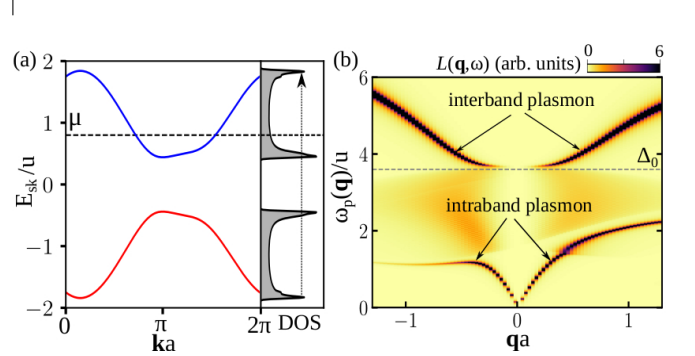 (a)
2
1
0
−1
−2
E_sk/u
μ
0
π
2π
DOS
ka
(b)
L(q,ω) (arb. units)
0
6
6
4
2
0
ω_p(q)/u
interband plasmon
Δ_0
intraband plasmon
−1
0
1
qa